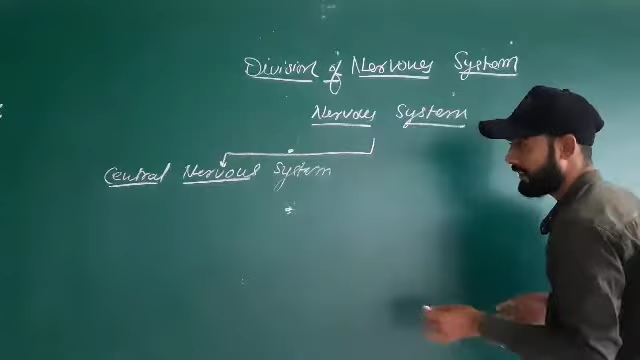 Division of Nervous System
Nervous System
Central Nervous System